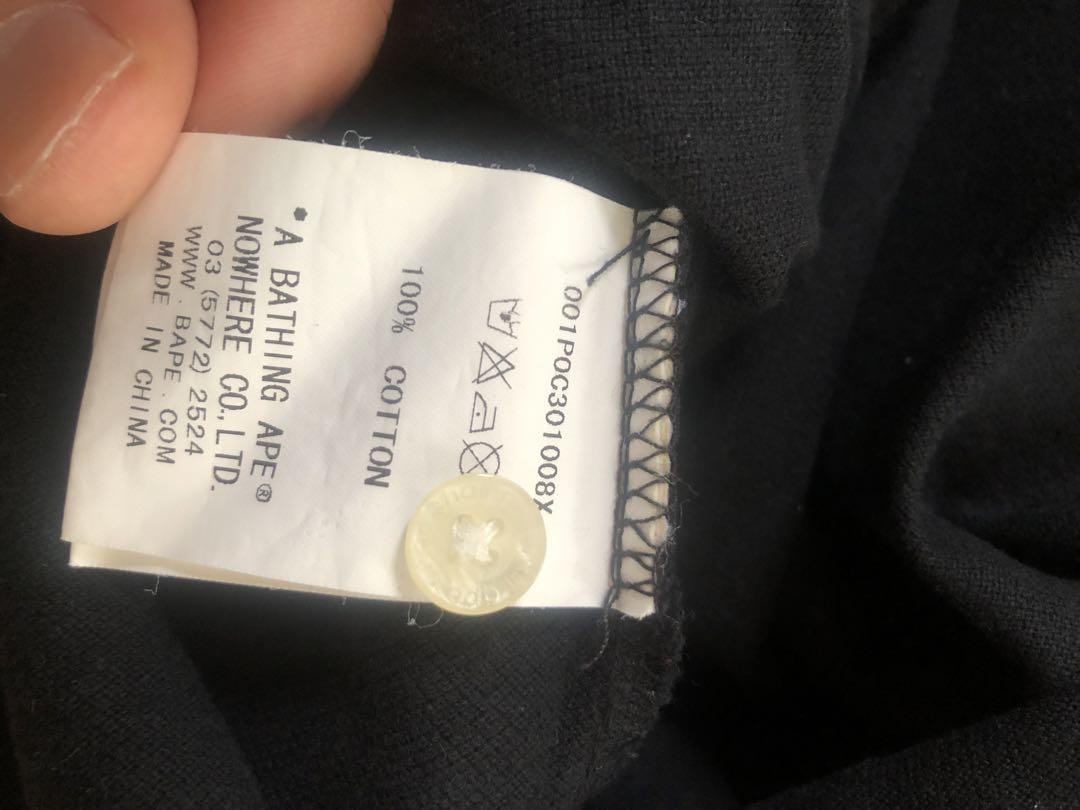 001POC301008X
100% COTTON
*A BATHING APE®
NOWHERE CO.,LTD.
03 (5772) 2524
WWW.BAPE.COM
MADE IN CHINA